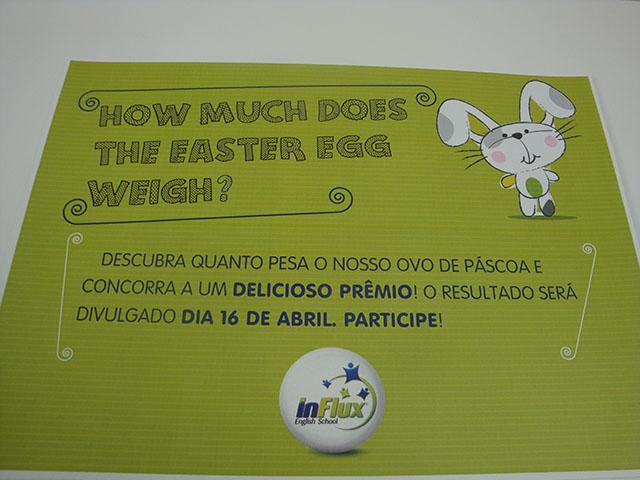 HOW MUCH DOES
THE EASTER EGG
WEIGH?
DESCUBRA QUANTO PESA O NOSSO OVO DE PÁSCOA E
CONCORRA A UM DELICIOSO PRÊMIO! O RESULTADO SERÁ
DIVULGADO DIA 16 DE ABRIL. PARTICIPE!
inFlux®
English School